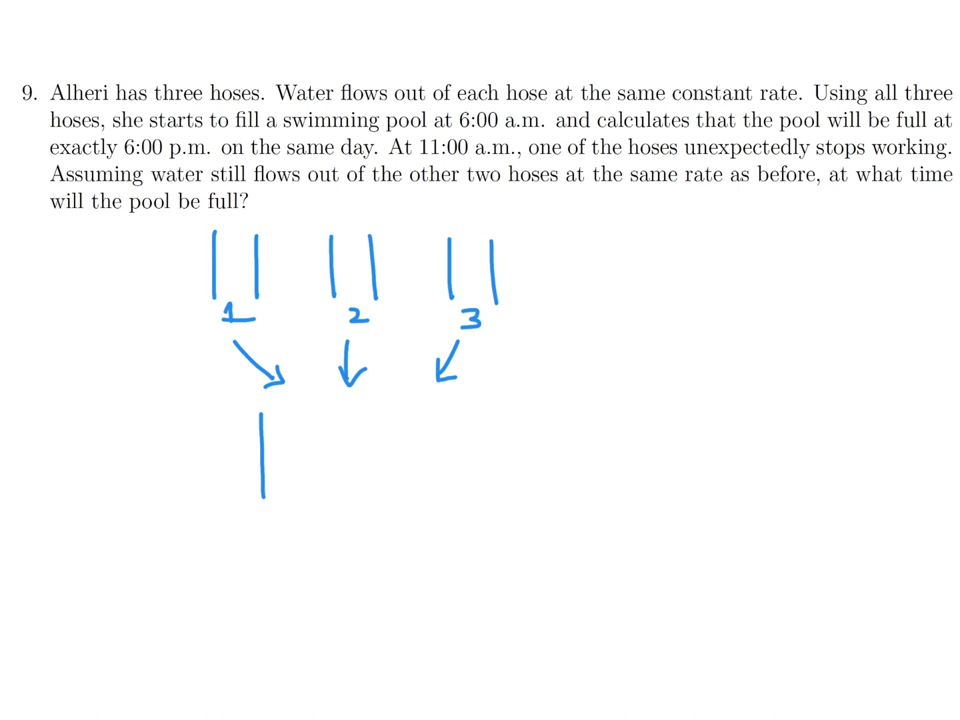 9. Alheri has three hoses. Water flows out of each hose at the same constant rate. Using all three
hoses, she starts to fill a swimming pool at 6:00 a.m. and calculates that the pool will be full at
exactly 6:00 p.m. on the same day. At 11:00 a.m., one of the hoses unexpectedly stops working.
Assuming water still flows out of the other two hoses at the same rate as before, at what time
will the pool be full?
1 2 3